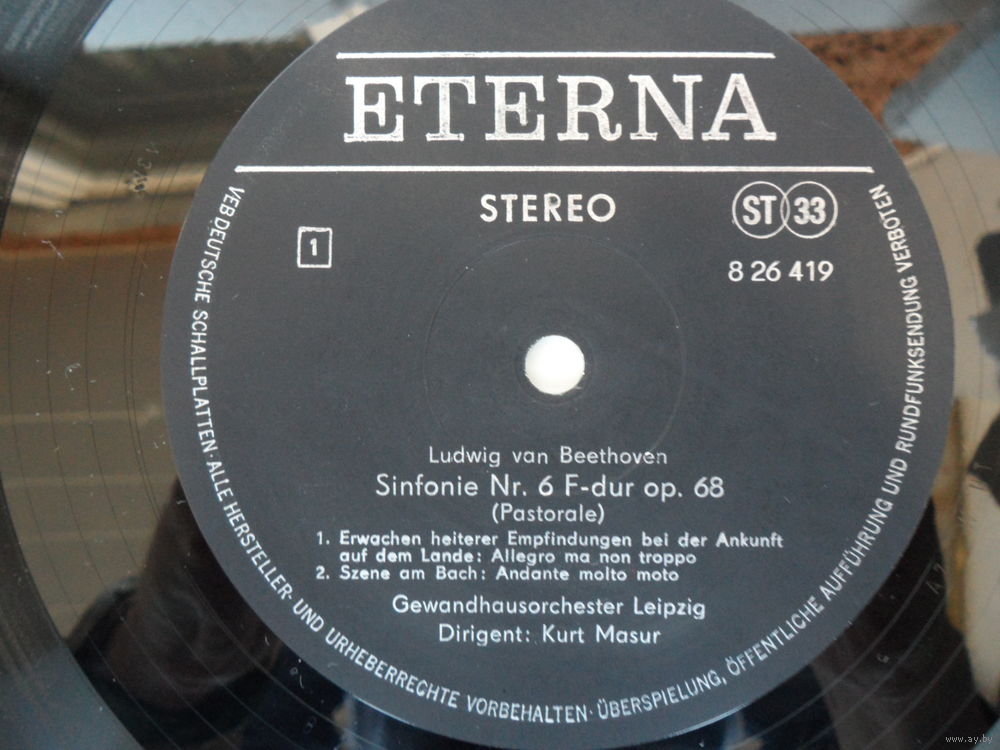 ETERNA
STEREO
ST 33
1
8 26 419
Ludwig van Beethoven
Sinfonie Nr. 6 F-dur op. 68
(Pastorale)
1. Erwachen heiterer Empfindungen bei der Ankunft
auf dem Lande: Allegro ma non troppo
2. Szene am Bach: Andante molto moto
Gewandhausorchester Leipzig
Dirigent: Kurt Masur
VEB DEUTSCHE SCHALLPLATTEN · ALLE HERSTELLER- UND URHEBERRECHTE VORBEHALTEN · ÜBERSPIELUNG, ÖFFENTLICHE AUFFÜHRUNG UND RUNDFUNKSENDUNG VERBOTEN
www.ay.by